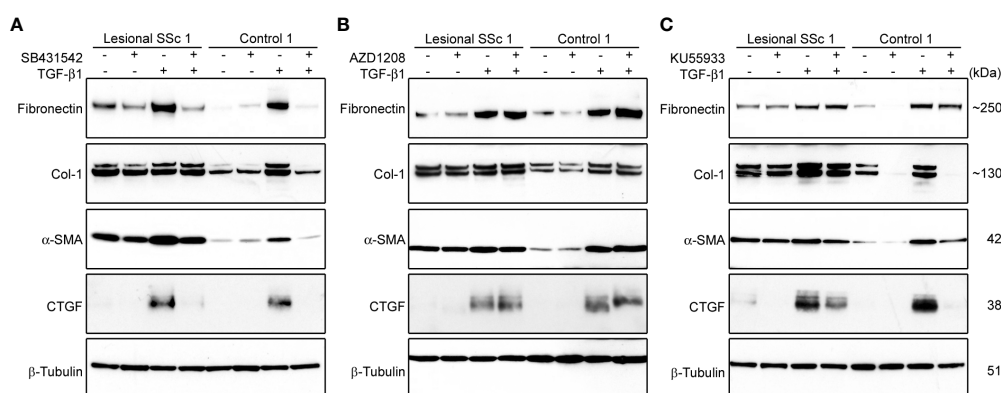 A
Lesional SSc 1 Control 1
SB431542 - + - + - + - +
TGF-β1 - - + + - - + +
Fibronectin
Col-1
α-SMA
CTGF
β-Tubulin
B
Lesional SSc 1 Control 1
AZD1208 - + - + - + - +
TGF-β1 - - + + - - + +
Fibronectin
Col-1
α-SMA
CTGF
β-Tubulin
C
Lesional SSc 1 Control 1
KU55933 - + - + - + - +
TGF-β1 - - + + - - + + (kDa)
Fibronectin ~250
Col-1 ~130
α-SMA 42
CTGF 38
β-Tubulin 51